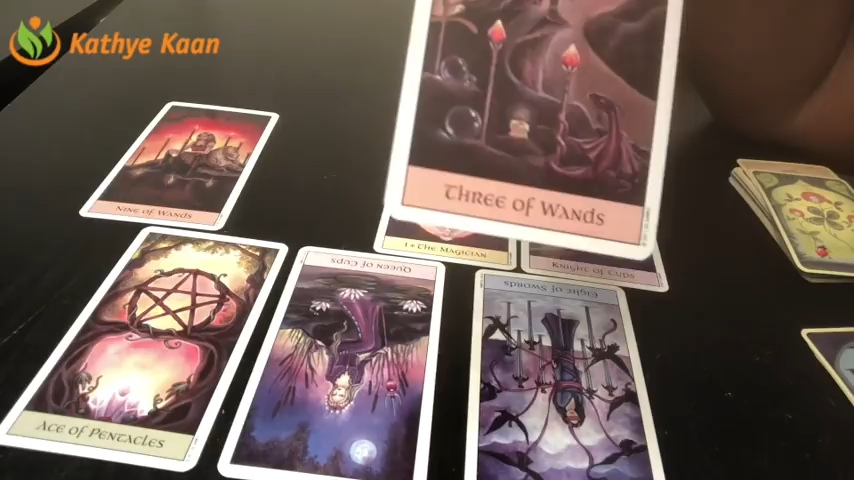 Kathye Kaan
THREE OF WANDS
NINE OF WANDS
I • THE MAGICIAN
KNIGHT OF CUPS
QUEEN OF CUPS
EIGHT OF SWORDS
ACE OF PENTACLES